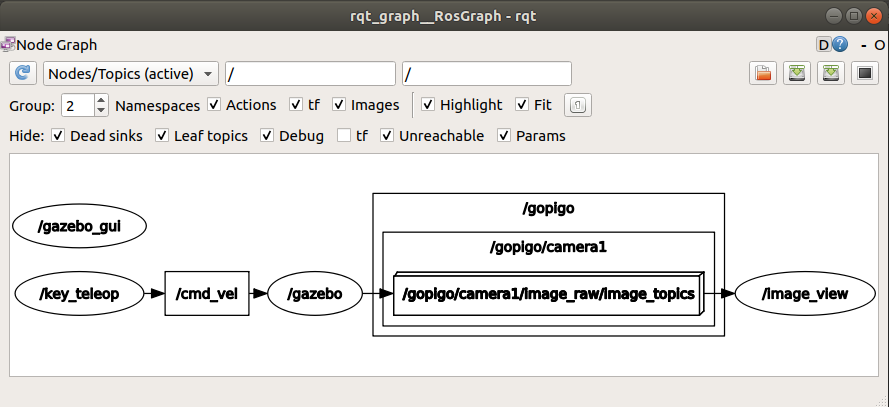 rqt_graph__RosGraph - rqt
Node Graph D ? - O
Nodes/Topics (active) / /
Group: 2 Namespaces Actions tf Images Highlight Fit
Hide: Dead sinks Leaf topics Debug tf Unreachable Params
/gopigo
/gazebo_gui
/gopigo/camera1
/key_teleop /cmd_vel /gazebo /gopigo/camera1/image_raw/image_topics /image_view